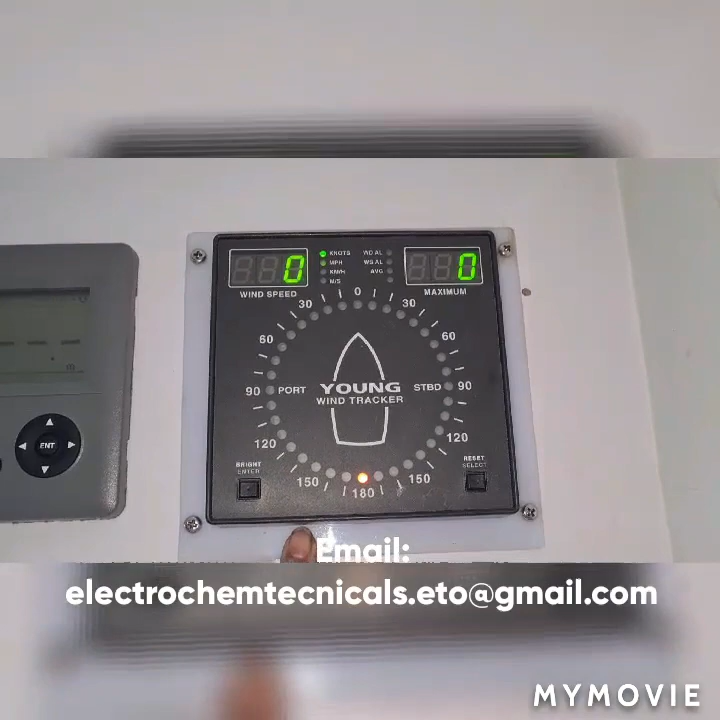 0
0
KNOTS
MPH
KM/H
M/S
WD AL
WS AL
AVG
WIND SPEED
MAXIMUM
0
30
30
60
60
90
PORT
YOUNG
WIND TRACKER
STBD
90
120
120
150
150
180
BRIGHT
ENTER
RESET
SELECT
ENT
Email:
electrochemtecnicals.eto@gmail.com
MYMOVIE